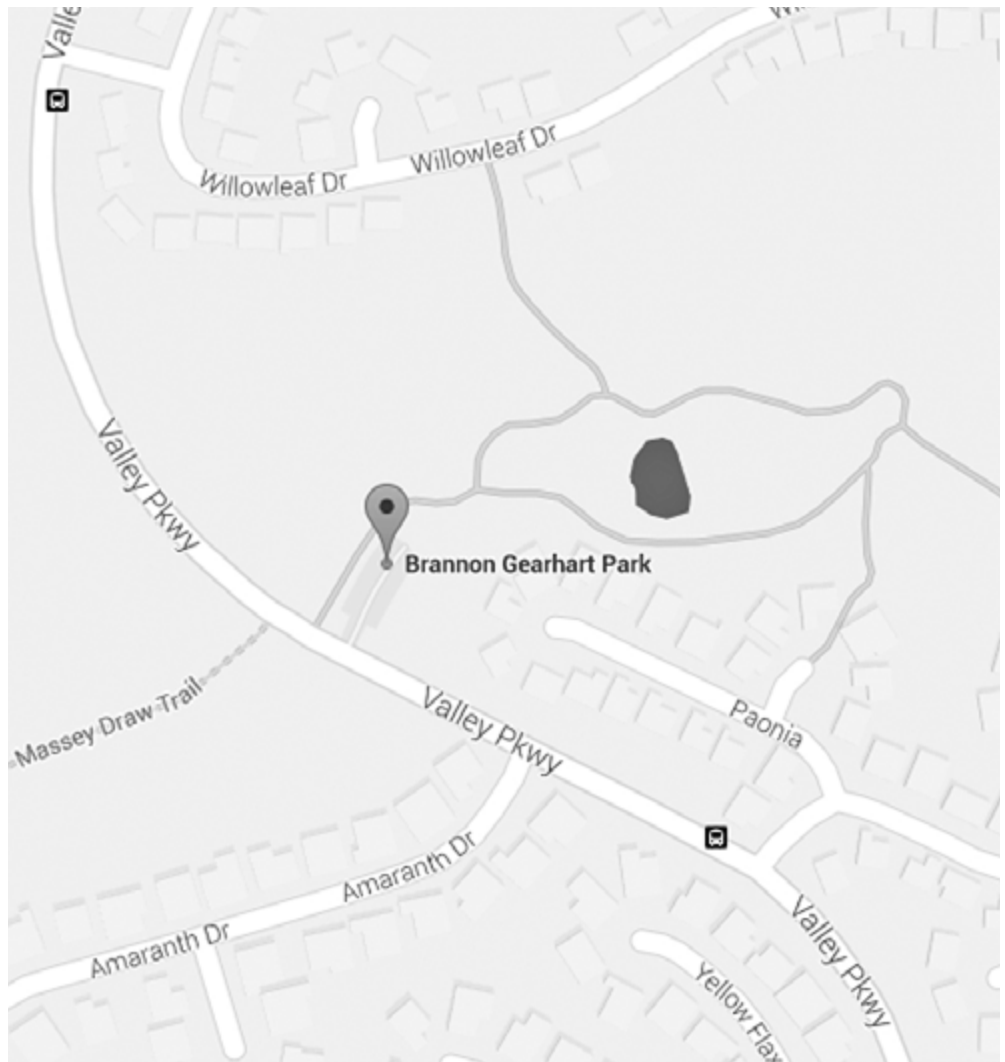 Valle
Wi
Willowleaf Dr
Willowleaf Dr
Valley Pkwy
Brannon Gearhart Park
Massey Draw Trail
Valley Pkwy
Paonia
Amaranth Dr
Amaranth Dr
Valley Pkwy
Yellow Flax